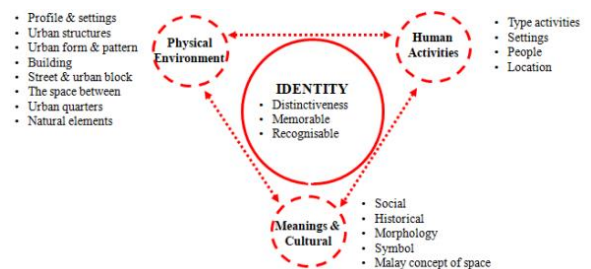 Profile & settings
Urban structures
Urban form & pattern
Building
Street & urban block
The space between
Urban quarters
Natural elements
Physical
Environment
Human
Activities
Type activities
Settings
People
Location
IDENTITY
Distinctiveness
Memorable
Recognisable
Meanings &
Cultural
Social
Historical
Morphology
Symbol
Malay concept of space